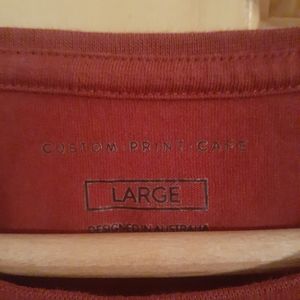 CUSTOM·PRINT·CAFE
LARGE
DESIGNED IN AUSTRALIA